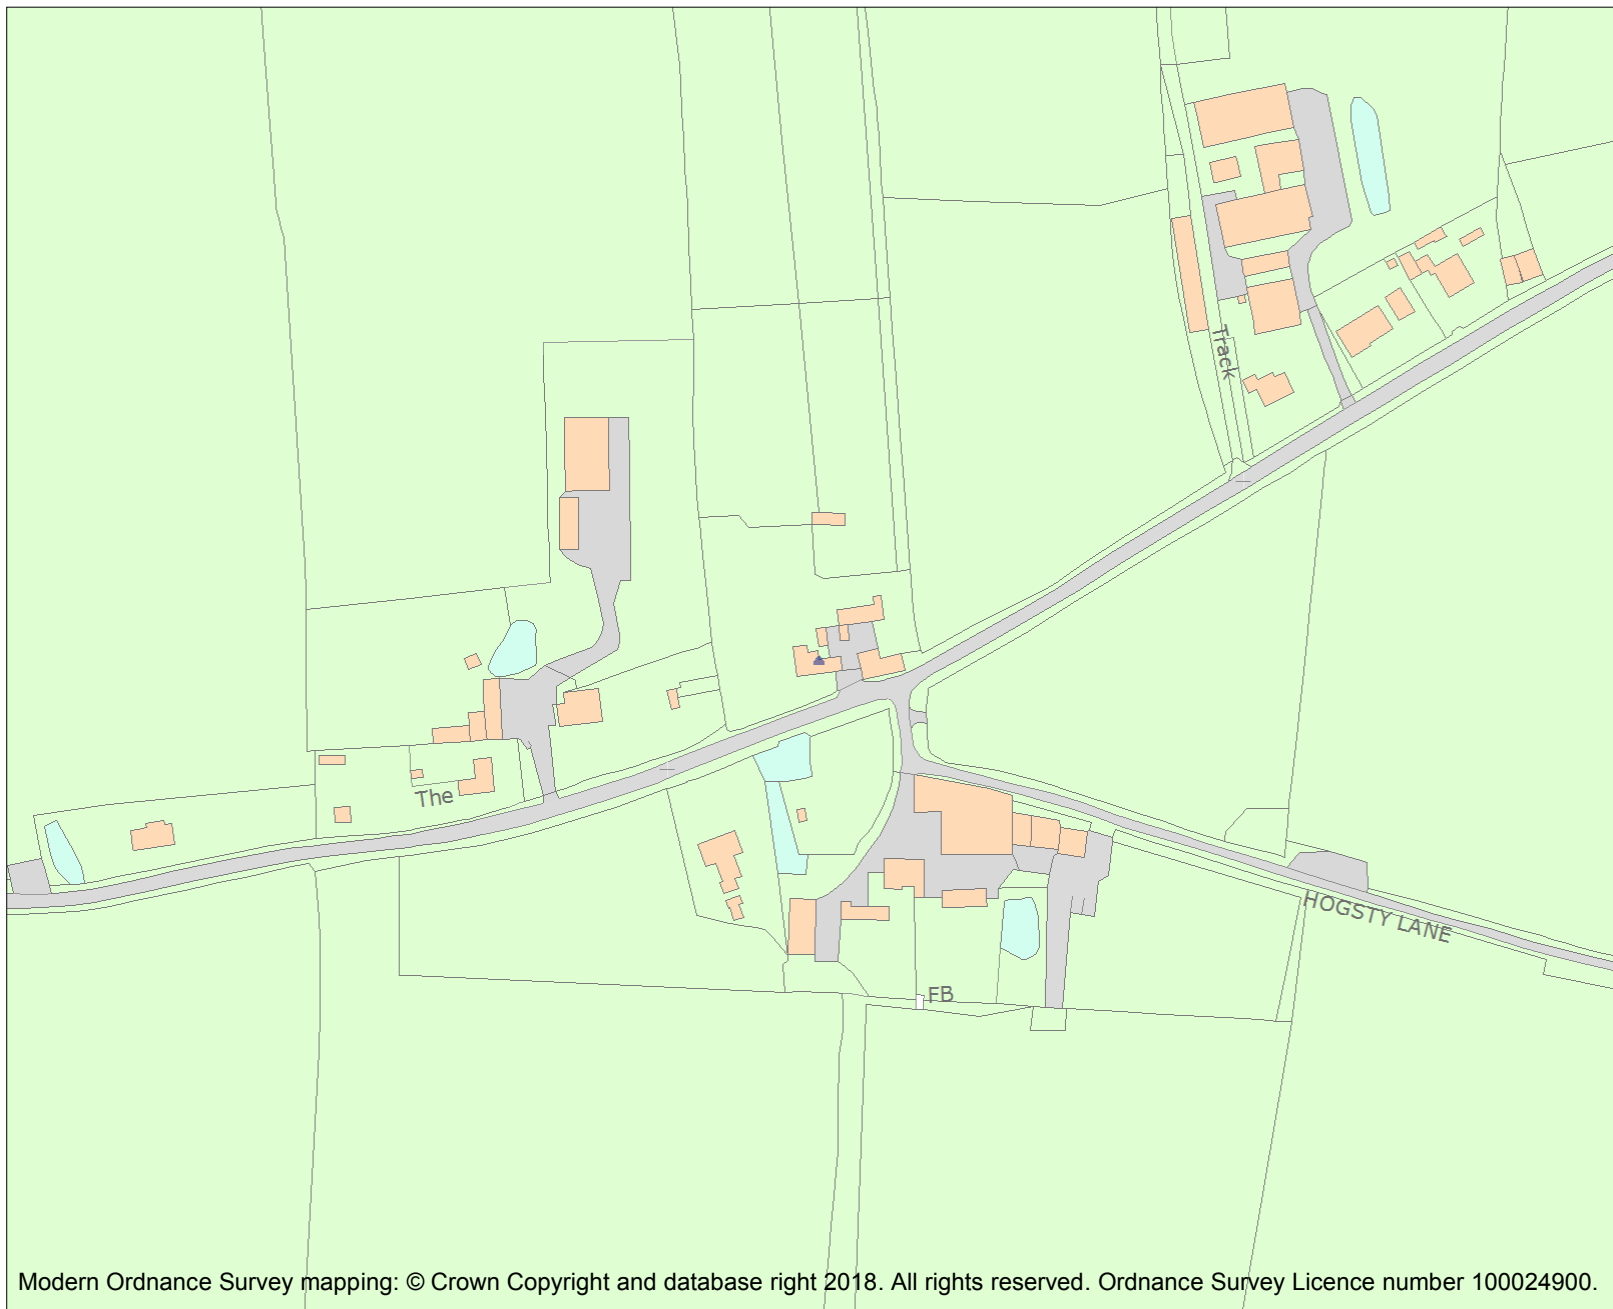 Track
The
HOGSTY LANE
FB
Modern Ordnance Survey mapping: © Crown Copyright and database right 2018. All rights reserved. Ordnance Survey Licence number 100024900.